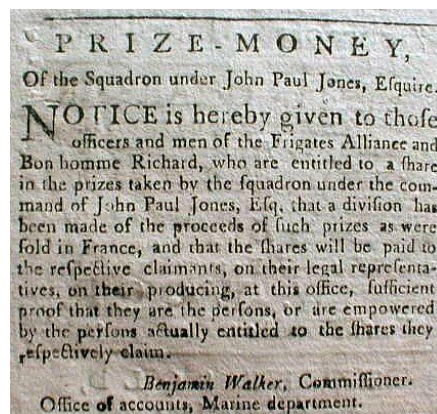 PRIZE-MONEY,
Of the Squadron under John Paul Jones, Eſquire.
NOTICE is hereby given to thoſe
officers and men of the Frigates Alliance and
Bon homme Richard, who are entitled to a ſhare
in the prizes taken by the ſquadron under the com-
mand of John Paul Jones, Eſq. that a diviſion has
been made of the proceeds of ſuch prizes as were
ſold in France, and that the ſhares will be paid to
the reſpective claimants, on their legal repreſenta-
tives, on their producing, at this office, ſufficient
proof that they are the perſons, or are empowered
by the perſons actually entitled to the ſhares they
reſpectively claim.
Benjamin Walker, Commiſſioner.
Office of accounts, Marine department.